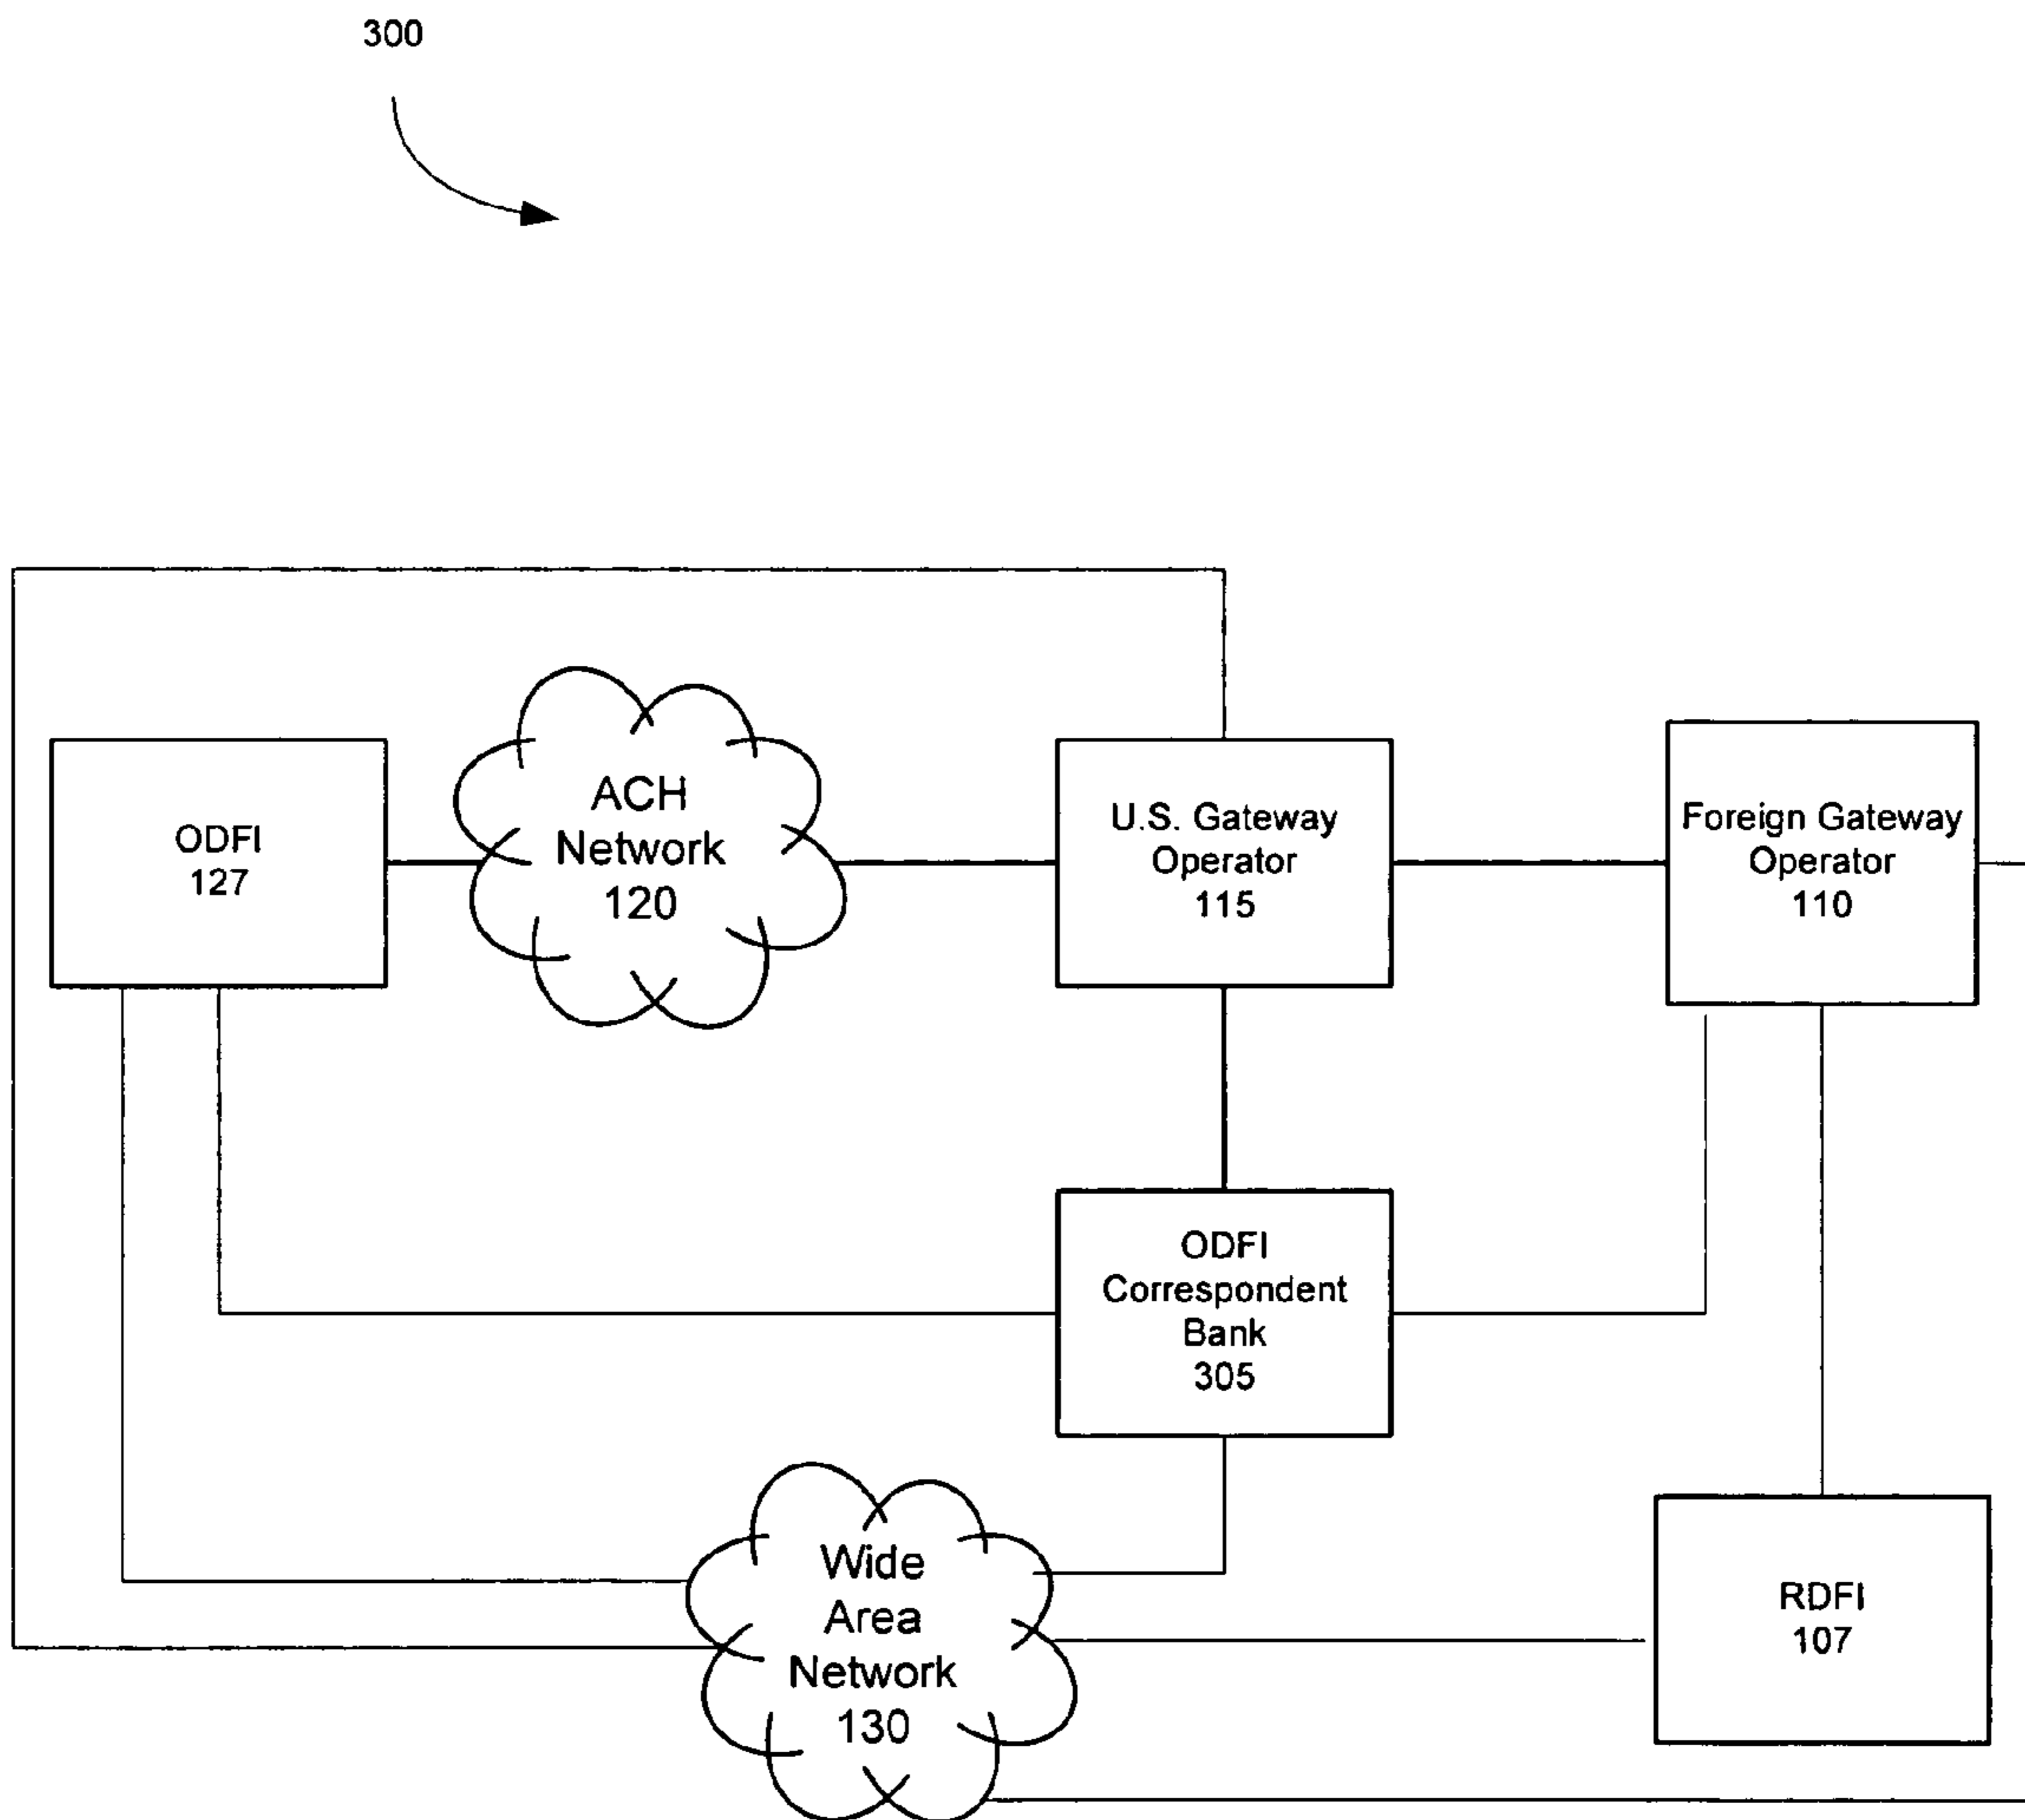 300
ODFI
127
ACH
Network
120
U.S. Gateway
Operator
115
Foreign Gateway
Operator
110
ODFI
Correspondent
Bank
305
Wide
Area
Network
130
RDFI
107